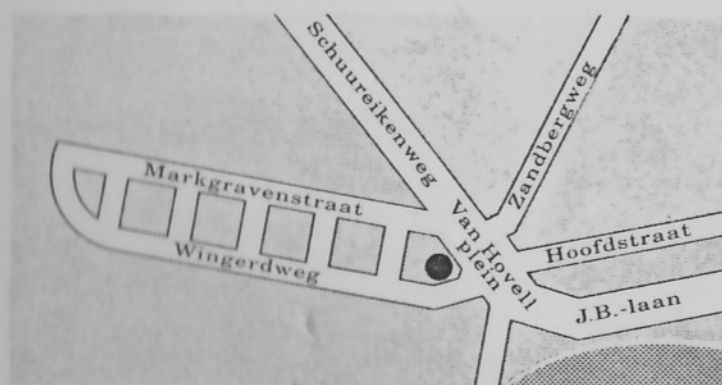 Schuureikenweg
Zandbergweg
Markgravenstraat
Van Hovell
plein
Hoofdstraat
Wingerdweg
J.B.-laan